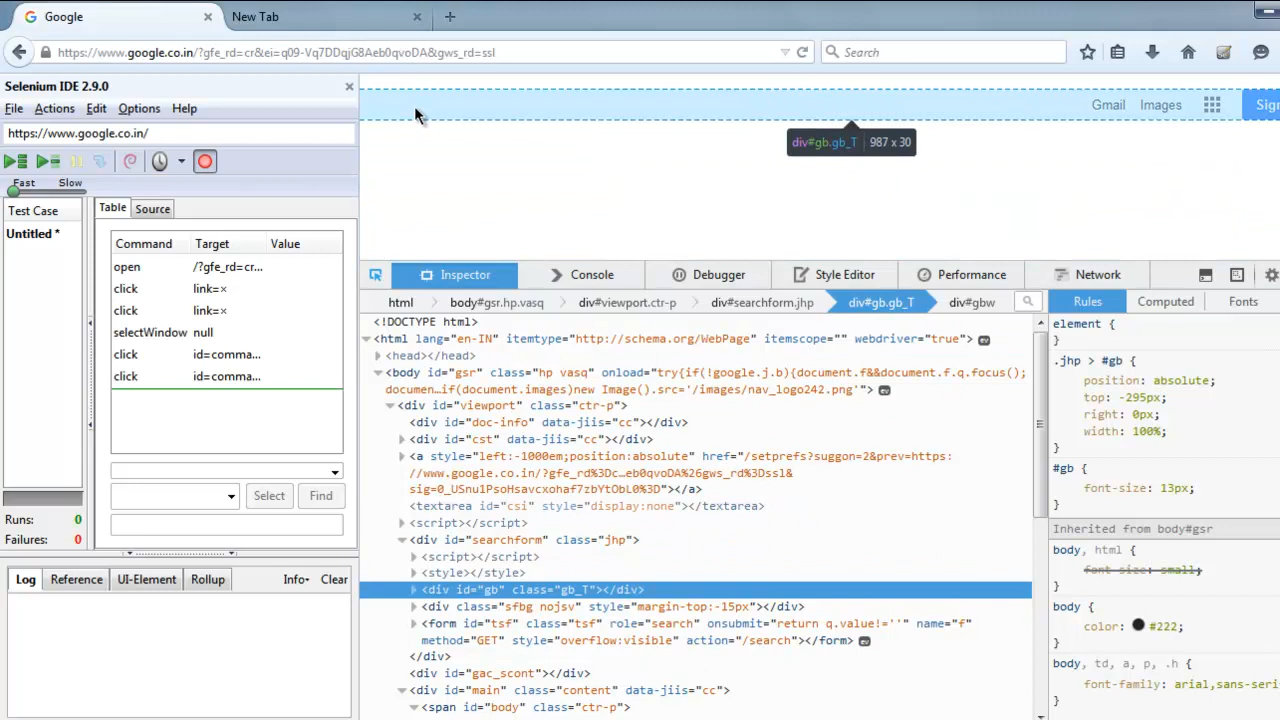 Google
New Tab
https://www.google.co.in/?gfe_rd=cr&ei=q09-Vq7DDqjG8Aeb0qvoDA&gws_rd=ssl
Search
Selenium IDE 2.9.0
File Actions Edit Options Help
https://www.google.co.in/
Fast Slow
Test Case
Untitled *
Table Source
Command Target Value
open /?gfe_rd=cr...
click link=×
click link=×
selectWindow null
click id=comma...
click id=comma...
Select Find
Runs: 0
Failures: 0
Log Reference UI-Element Rollup Info Clear
Gmail Images Sign
div#gb.gb_T 987 x 30
Inspector Console Debugger Style Editor Performance Network
html body#gsr.hp.vasq div#viewport.ctr-p div#searchform.jhp div#gb.gb_T div#gbw
<!DOCTYPE html>
<html lang="en-IN" itemtype="http://schema.org/WebPage" itemscope="" webdriver="true"> ev
<head></head>
<body id="gsr" class="hp vasq" onload="try{if(!google.j.b){document.f&&document.f.q.focus();
documen...if(document.images)new Image().src='/images/nav_logo242.png'"> ev
<div id="viewport" class="ctr-p">
<div id="doc-info" data-jiis="cc"></div>
<div id="cst" data-jiis="cc"></div>
<a style="left:-1000em;position:absolute" href="/setprefs?suggon=2&prev=https:
//www.google.co.in/?gfe_rd%3Dc…eb0qvoDA%26gws_rd%3Dssl&
sig=0_USnu1PsoHsavcxohaf7zbYtObL0%3D"></a>
<textarea id="csi" style="display:none"></textarea>
<script></script>
<div id="searchform" class="jhp">
<script></script>
<style></style>
<div id="gb" class="gb_T"></div>
<div class="sfbg nojsv" style="margin-top:-15px"></div>
<form id="tsf" class="tsf" role="search" onsubmit="return q.value!=''" name="f"
method="GET" style="overflow:visible" action="/search"></form> ev
</div>
<div id="gac_scont"></div>
<div id="main" class="content" data-jiis="cc">
<span id="body" class="ctr-p">
Rules Computed Fonts
element {
}
.jhp > #gb {
position: absolute;
top: -295px;
right: 0px;
width: 100%;
}
#gb {
font-size: 13px;
}
Inherited from body#gsr
body, html {
font-size: small;
}
body {
color: #222;
}
body, td, a, p, .h {
font-family: arial,sans-seri
}